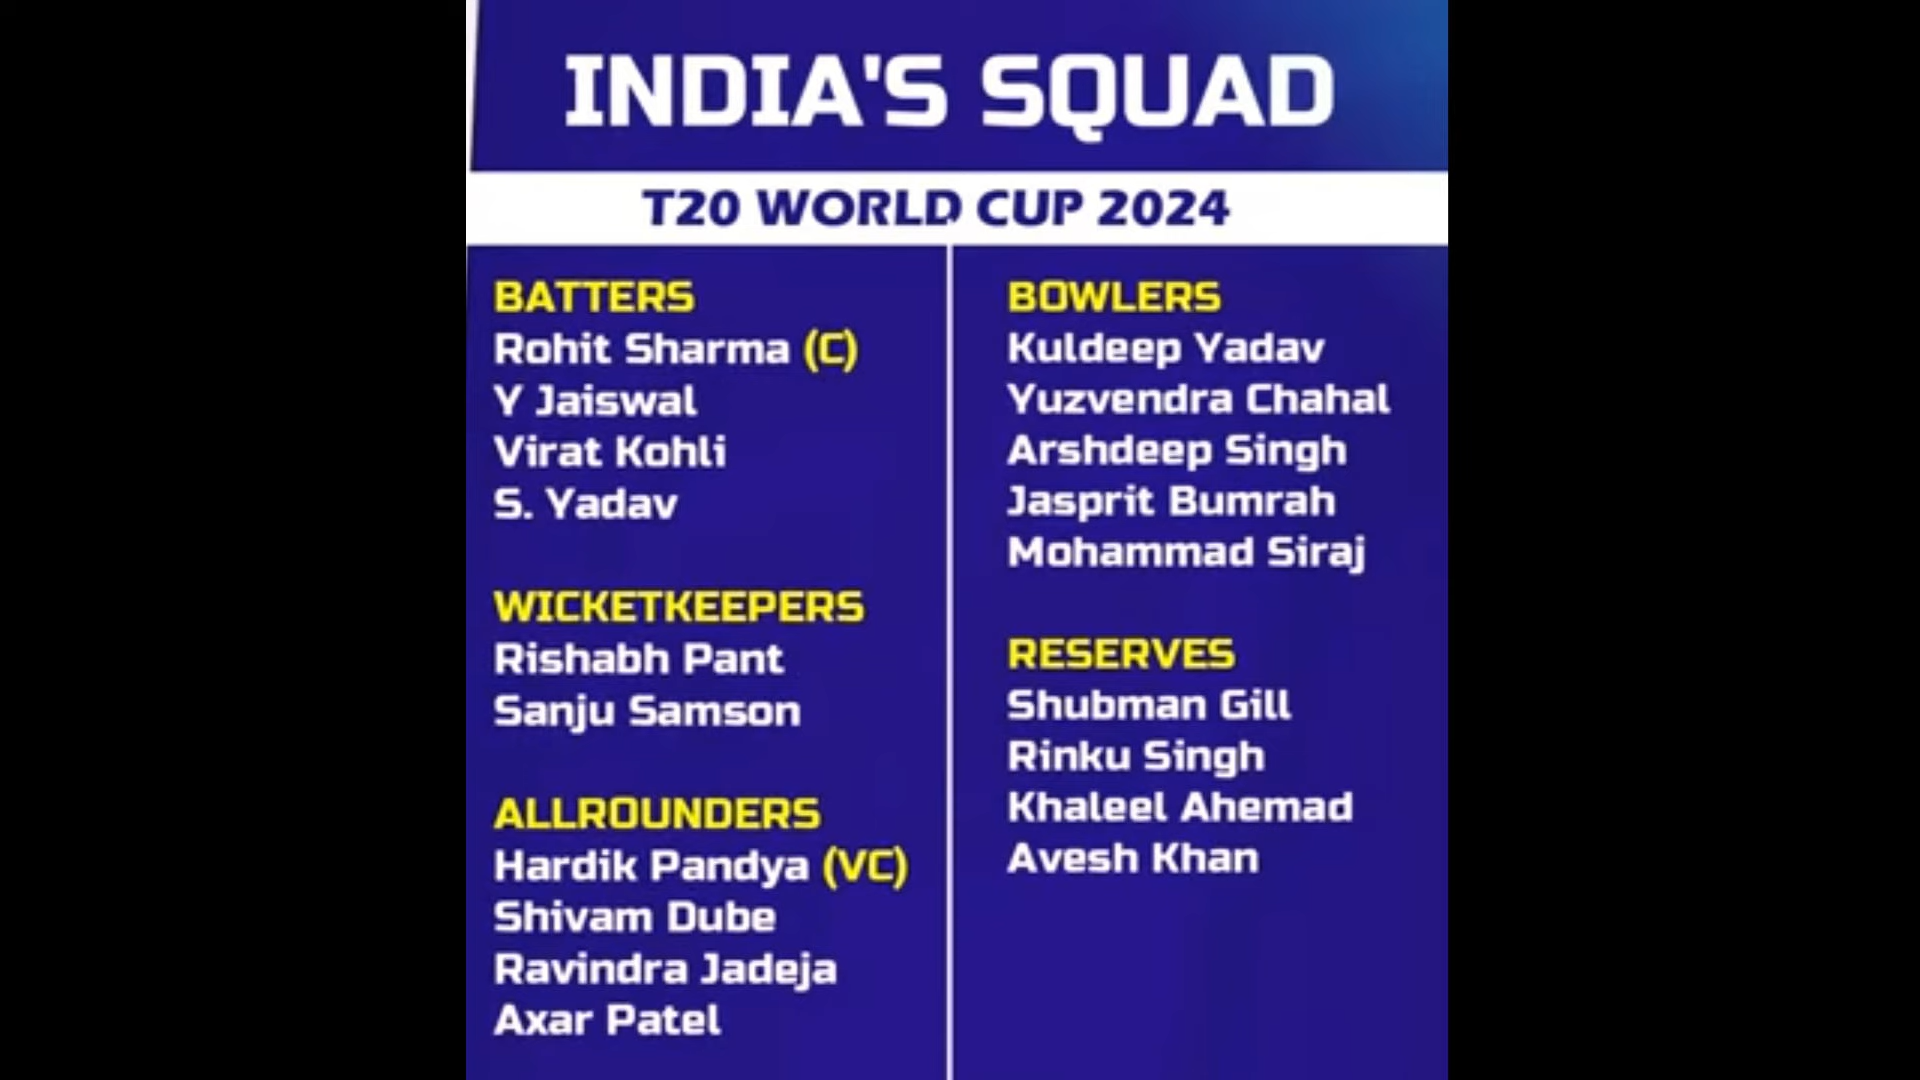 INDIA'S SQUAD
T20 WORLD CUP 2024
BATTERS
Rohit Sharma (C)
Y Jaiswal
Virat Kohli
S. Yadav
WICKETKEEPERS
Rishabh Pant
Sanju Samson
ALLROUNDERS
Hardik Pandya (VC)
Shivam Dube
Ravindra Jadeja
Axar Patel
BOWLERS
Kuldeep Yadav
Yuzvendra Chahal
Arshdeep Singh
Jasprit Bumrah
Mohammad Siraj
RESERVES
Shubman Gill
Rinku Singh
Khaleel Ahemad
Avesh Khan